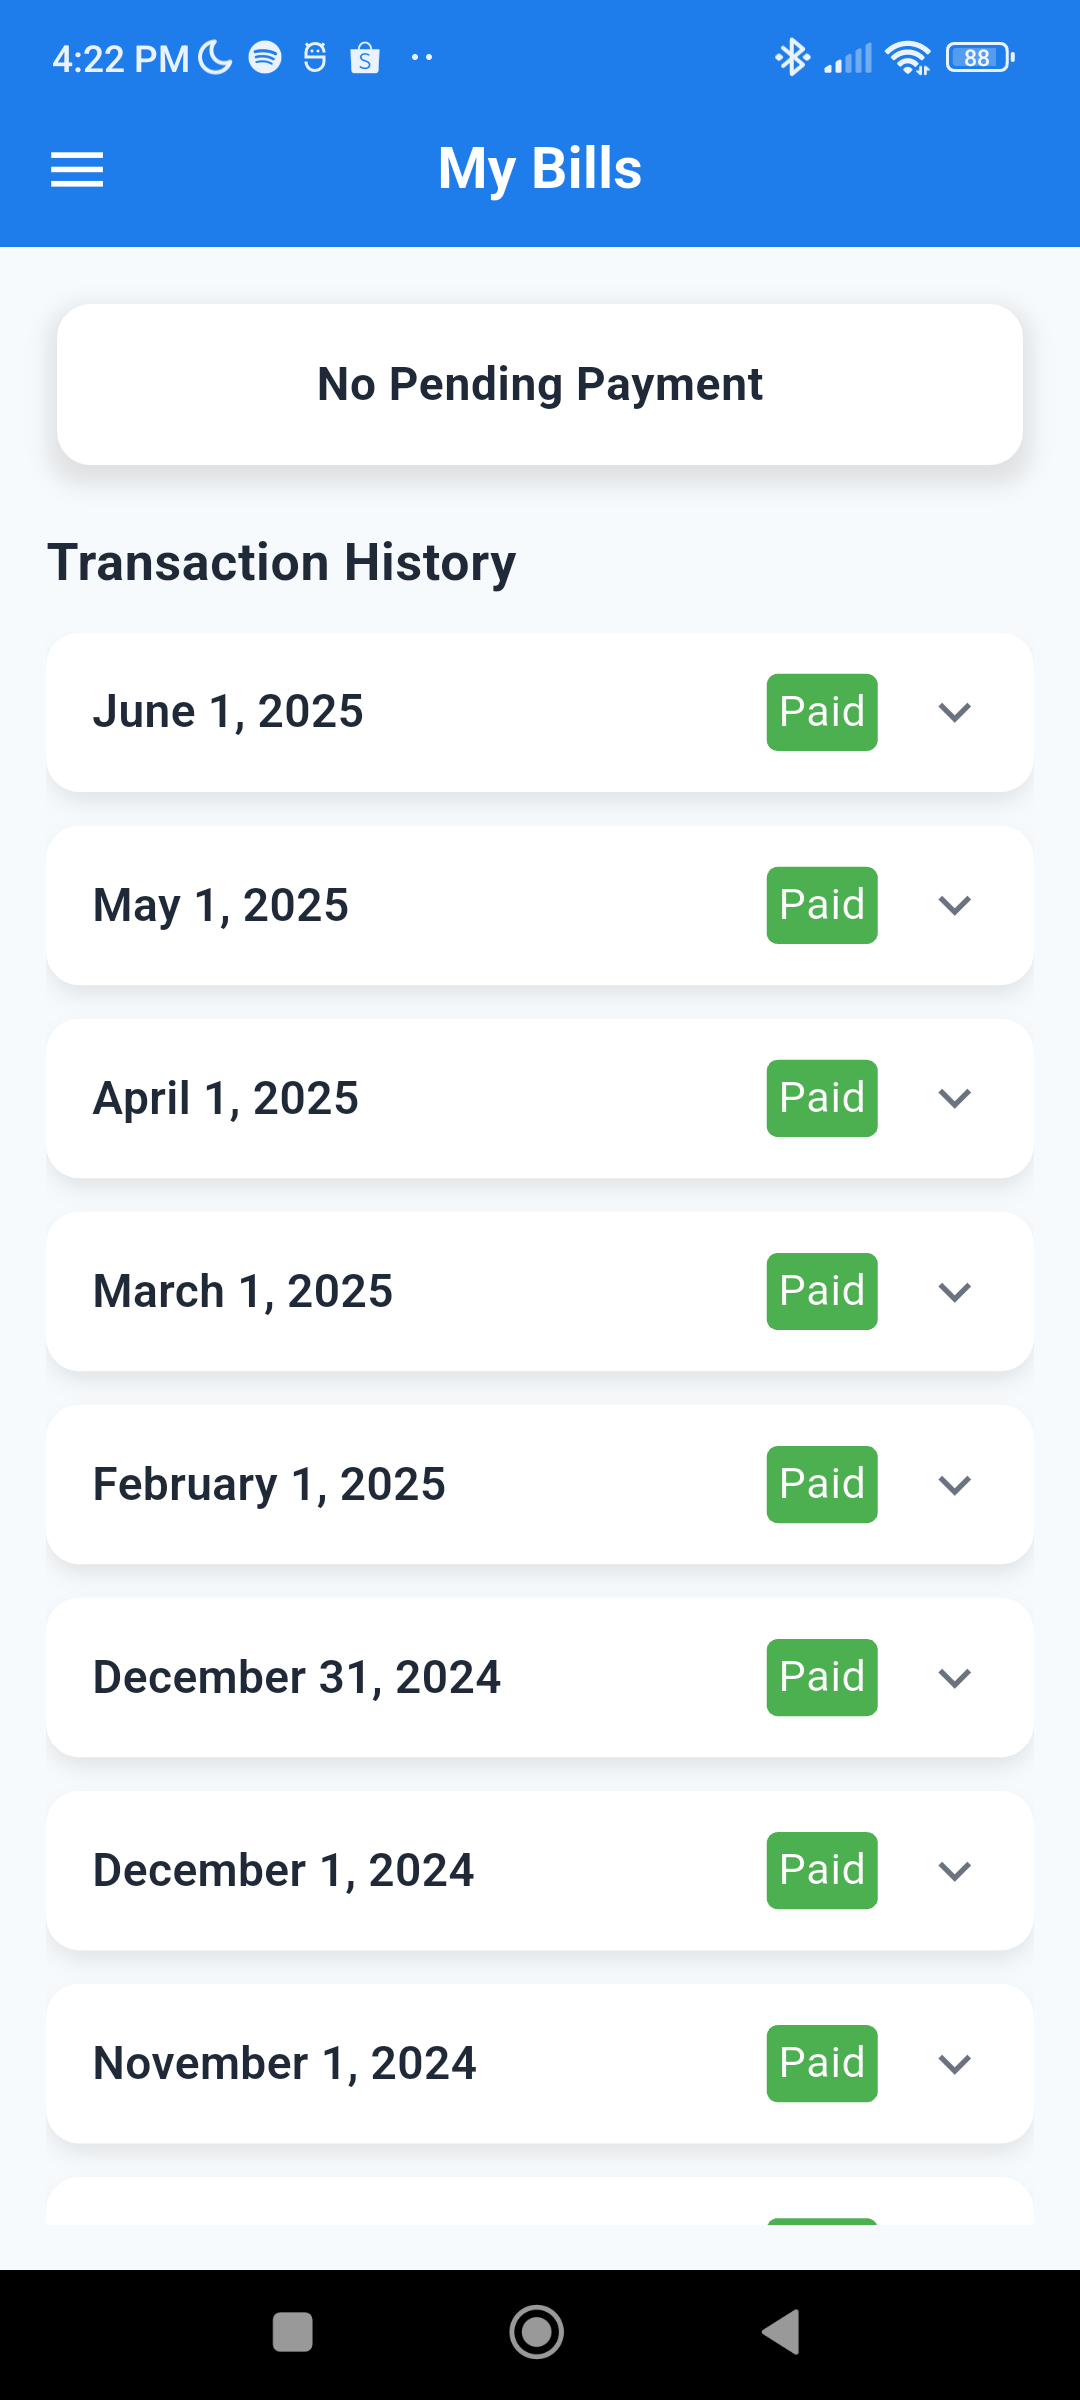 4:22 PM
88
My Bills
No Pending Payment
Transaction History
June 1, 2025 Paid
May 1, 2025 Paid
April 1, 2025 Paid
March 1, 2025 Paid
February 1, 2025 Paid
December 31, 2024 Paid
December 1, 2024 Paid
November 1, 2024 Paid